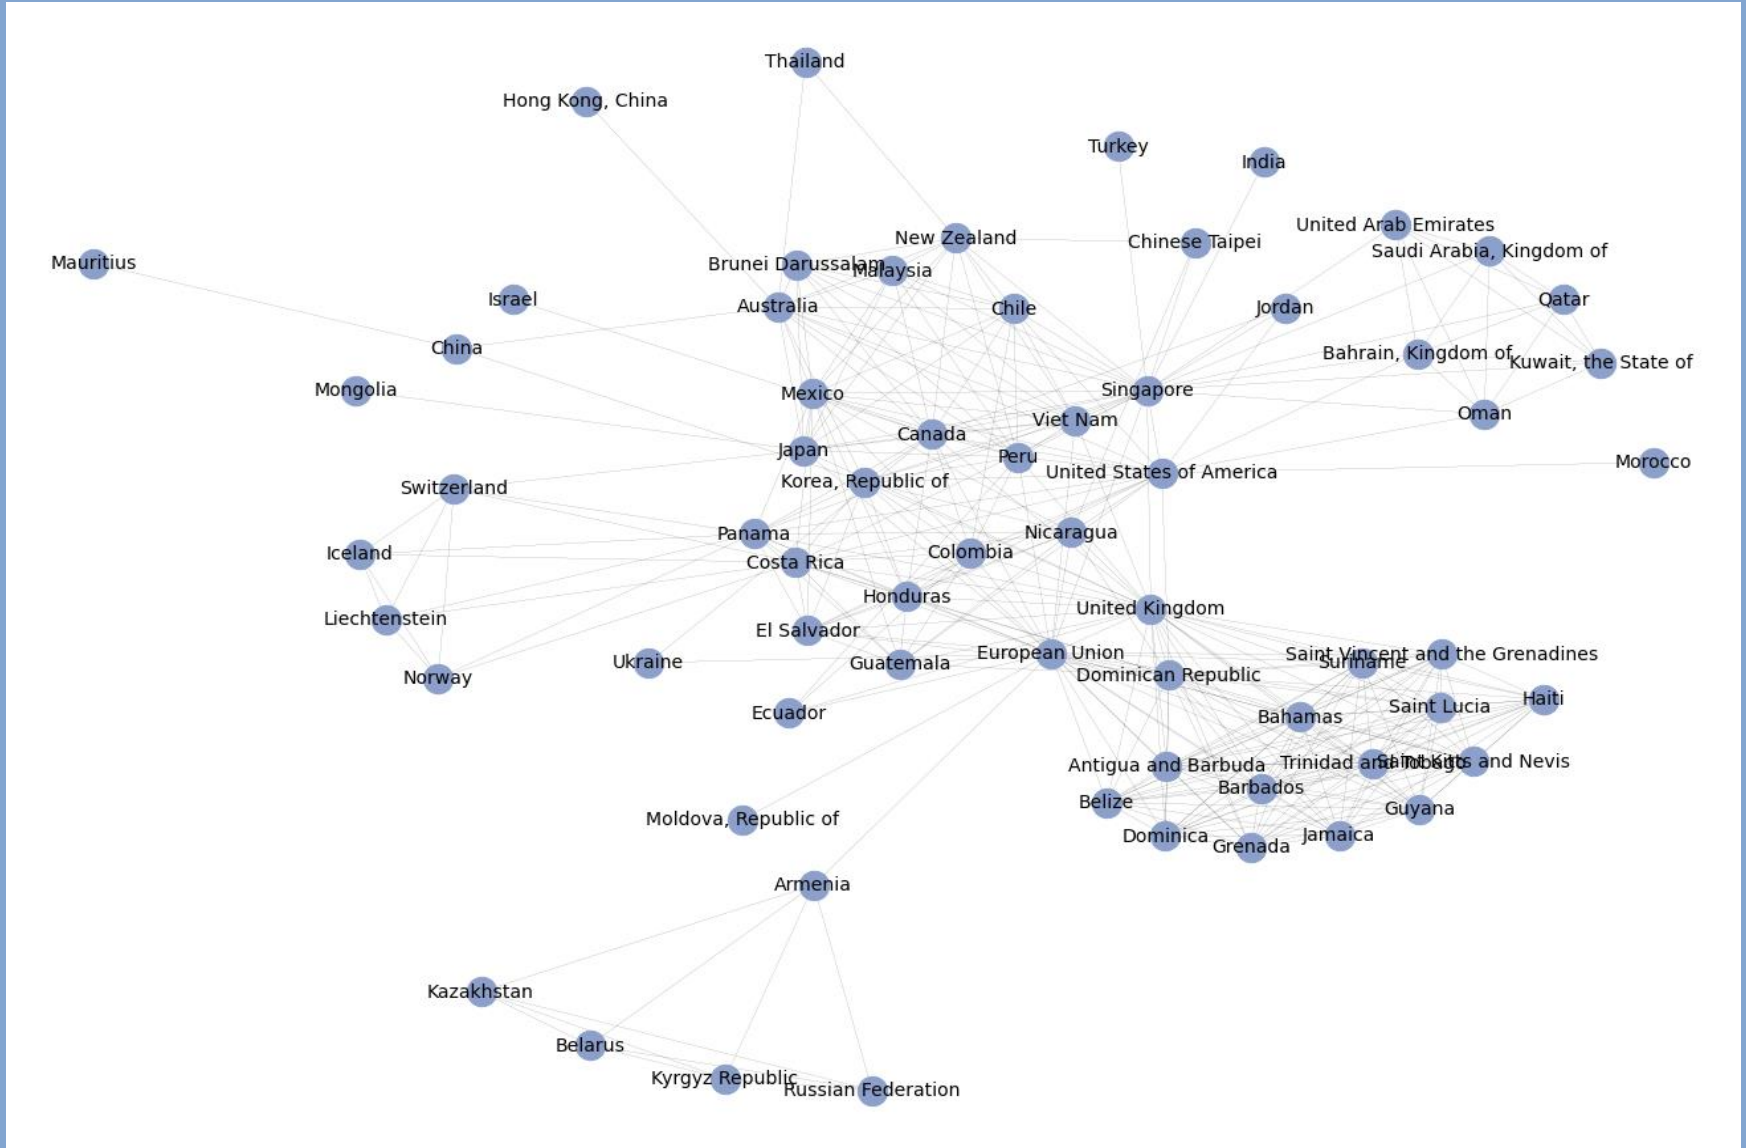 Thailand
Hong Kong, China
Turkey
India
United Arab Emirates
New Zealand
Chinese Taipei
Saudi Arabia, Kingdom of
Mauritius
Brunei Darussalam
Malaysia
Israel
Qatar
Australia
Chile
Jordan
China
Bahrain, Kingdom of
Kuwait, the State of
Mongolia
Mexico
Singapore
Oman
Viet Nam
Canada
Japan
Peru
Morocco
United States of America
Korea, Republic of
Switzerland
Panama
Nicaragua
Iceland
Colombia
Costa Rica
Honduras
United Kingdom
Liechtenstein
El Salvador
European Union
Saint Vincent and the Grenadines
Suriname
Ukraine
Guatemala
Dominican Republic
Norway
Haiti
Saint Lucia
Ecuador
Bahamas
Antigua and Barbuda
Trinidad and Tobago
Saint Kitts and Nevis
Barbados
Belize
Guyana
Moldova, Republic of
Dominica
Jamaica
Grenada
Armenia
Kazakhstan
Belarus
Kyrgyz Republic
Russian Federation